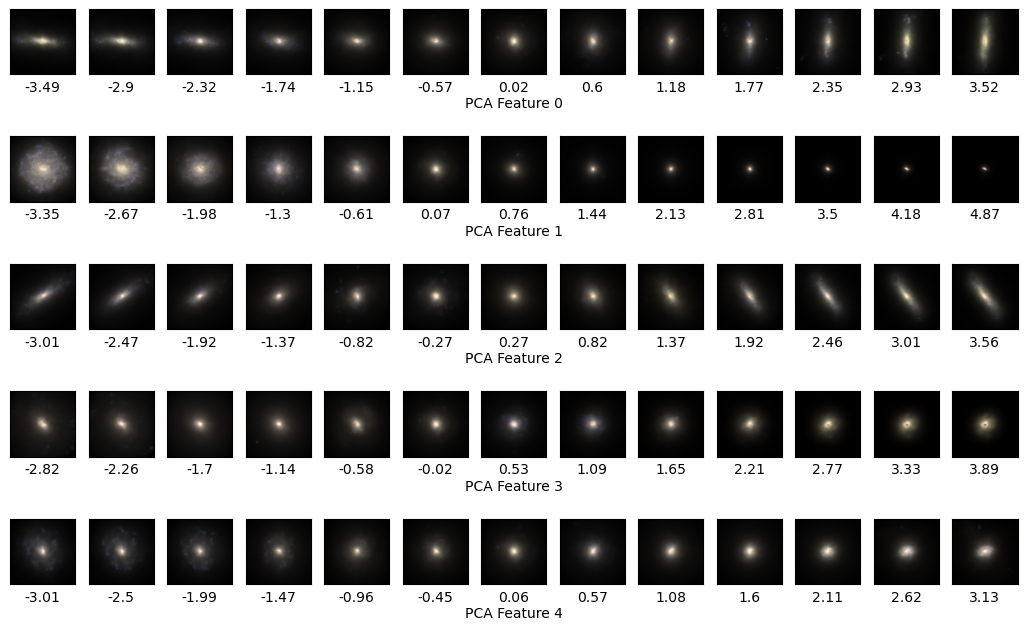 -3.49 -2.9 -2.32 -1.74 -1.15 -0.57 0.02 0.6 1.18 1.77 2.35 2.93 3.52
PCA Feature 0
-3.35 -2.67 -1.98 -1.3 -0.61 0.07 0.76 1.44 2.13 2.81 3.5 4.18 4.87
PCA Feature 1
-3.01 -2.47 -1.92 -1.37 -0.82 -0.27 0.27 0.82 1.37 1.92 2.46 3.01 3.56
PCA Feature 2
-2.82 -2.26 -1.7 -1.14 -0.58 -0.02 0.53 1.09 1.65 2.21 2.77 3.33 3.89
PCA Feature 3
-3.01 -2.5 -1.99 -1.47 -0.96 -0.45 0.06 0.57 1.08 1.6 2.11 2.62 3.13
PCA Feature 4